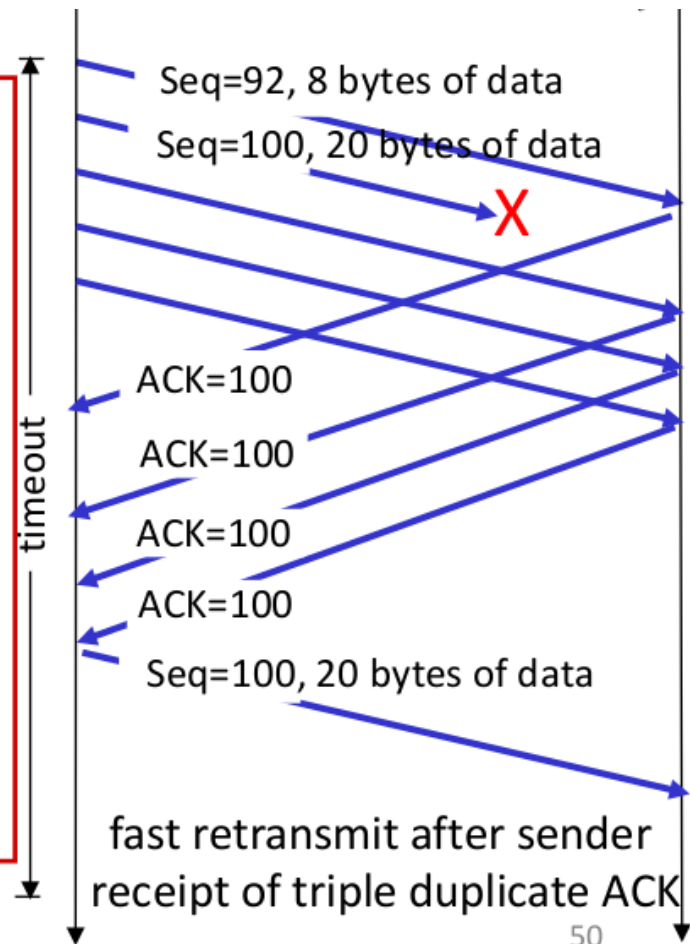 Seq=92, 8 bytes of data
Seq=100, 20 bytes of data
X
ACK=100
ACK=100
timeout
ACK=100
ACK=100
Seq=100, 20 bytes of data
fast retransmit after sender
receipt of triple duplicate ACK
50